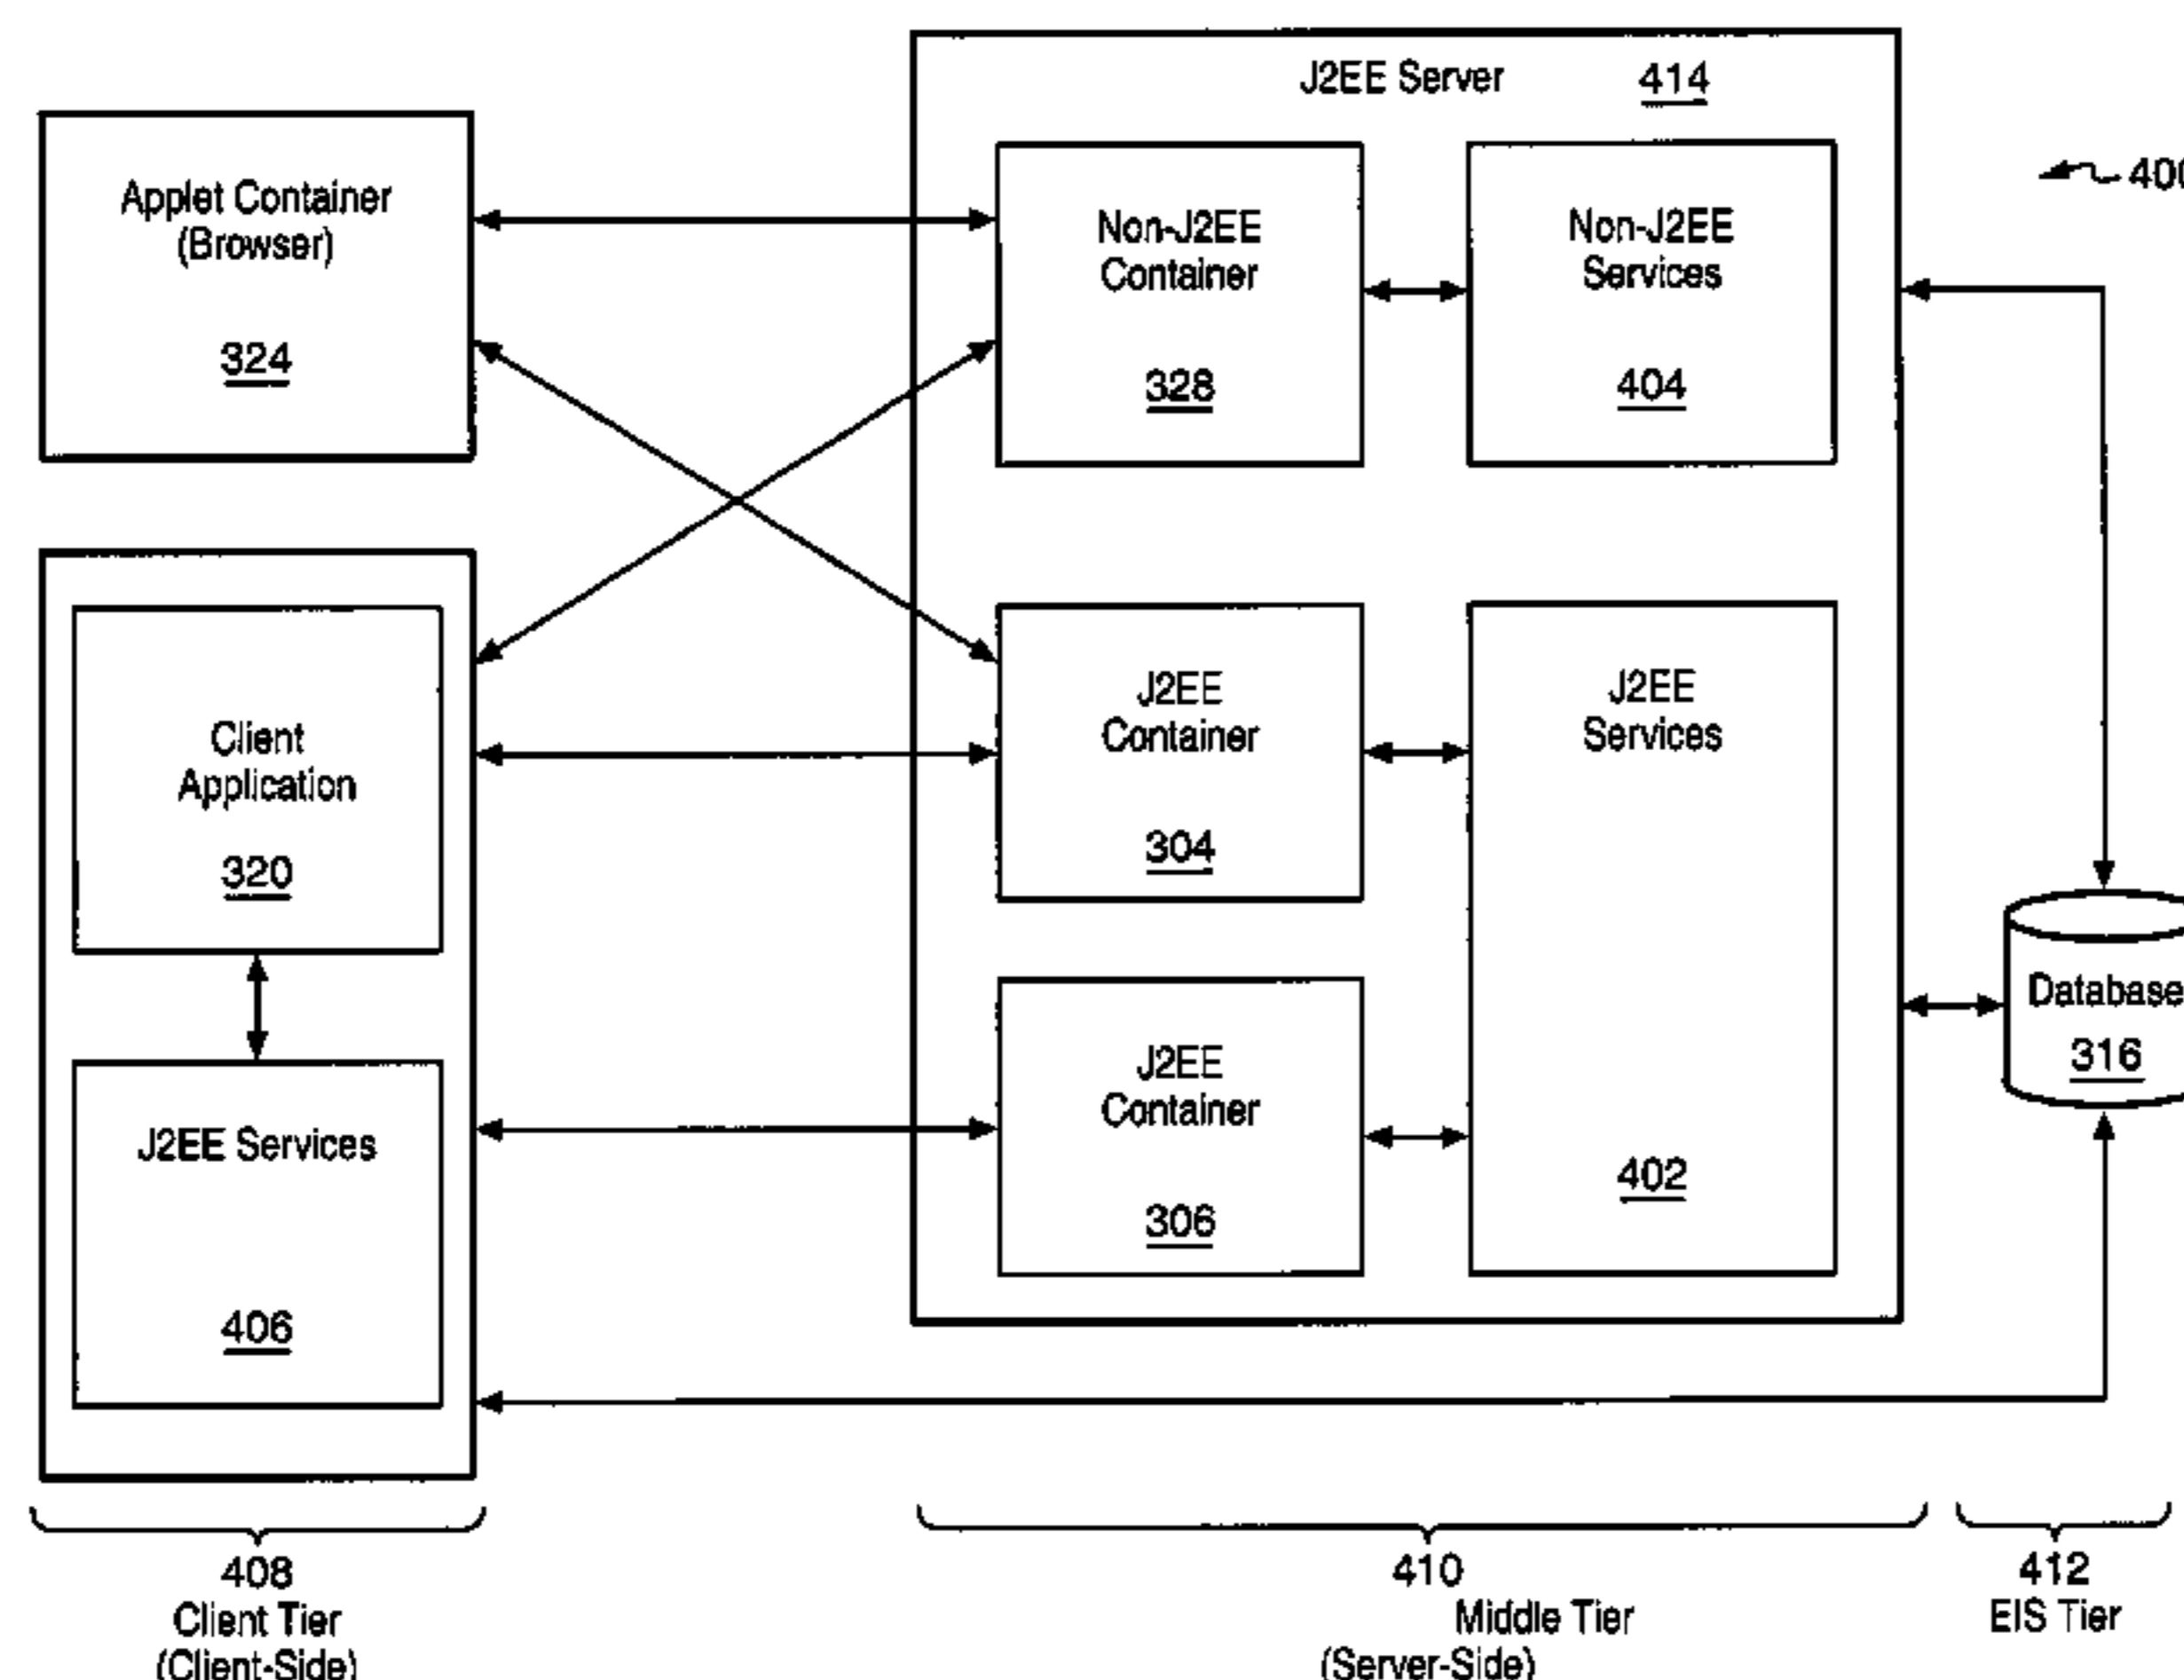 J2EE Server 414
400
Applet Container
(Browser)
324
Non-J2EE
Container
328
Non-J2EE
Services
404
Client
Application
320
J2EE
Container
304
J2EE
Services
402
J2EE
Container
306
J2EE Services
406
Database
316
408
Client Tier
(Client-Side)
410
Middle Tier
(Server-Side)
412
EIS Tier